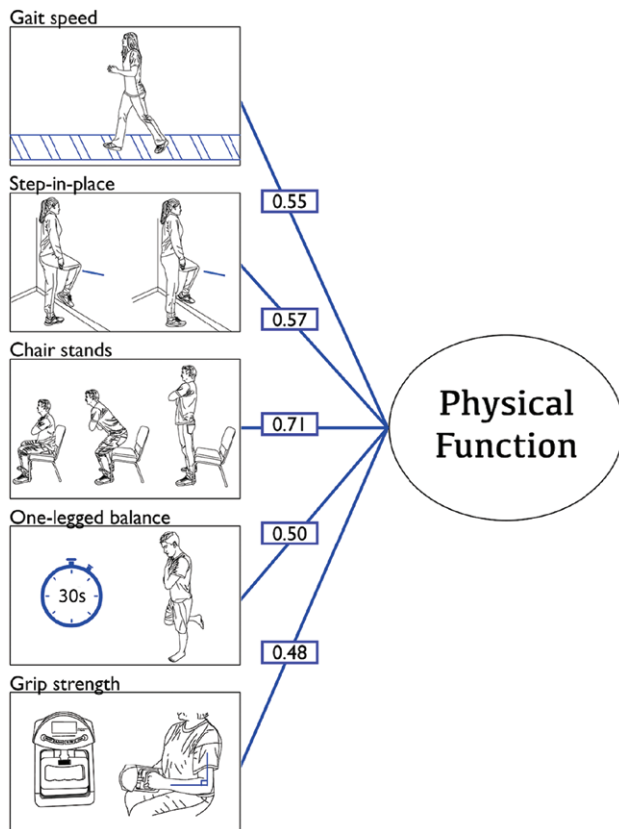 Gait speed
0.55
Step-in-place
0.57
Chair stands
0.71
Physical
Function
One-legged balance
30s
0.50
Grip strength
0.48